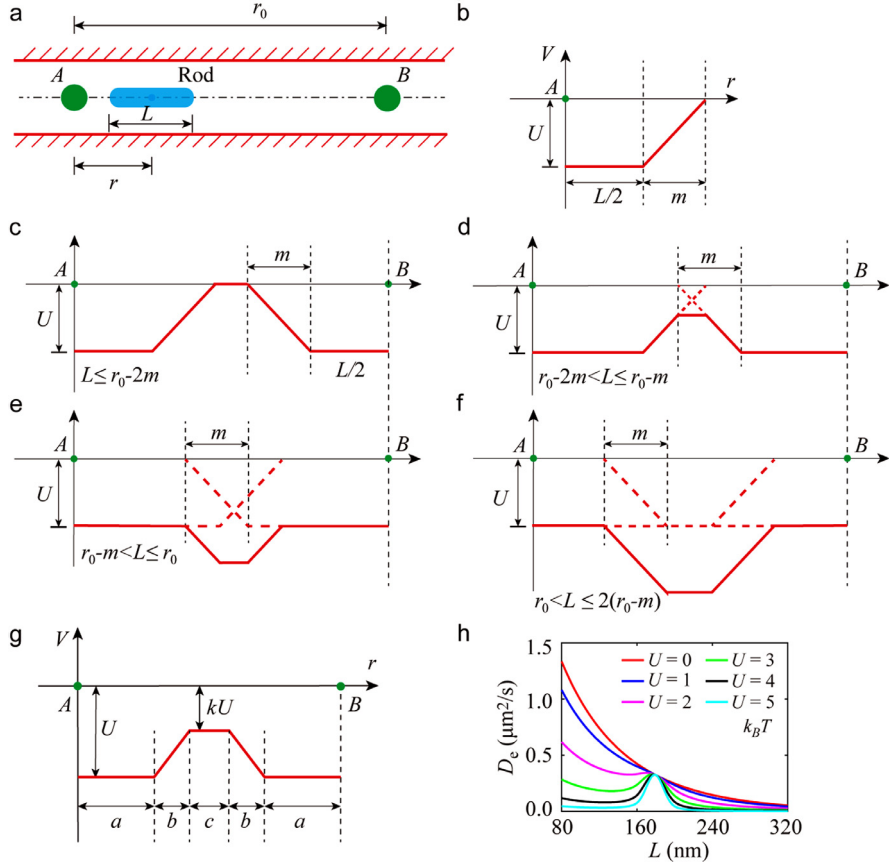 a
r₀
A
Rod
B
L
r
b
V
A
r
U
L/2
m
c
A
m
B
U
L≤ r₀-2m
L/2
d
A
m
B
U
r₀-2m<L≤ r₀-m
e
A
m
B
U
r₀-m<L≤ r₀
f
A
m
B
U
r₀<L ≤ 2(r₀-m)
g
V
r
A
B
U
kU
a
b
c
b
a
h
1.5
1.0
0.5
0.0
Dₑ (μm²/s)
U = 0
U = 3
U = 1
U = 4
U = 2
U = 5
k_BT
80
160
240
320
L (nm)